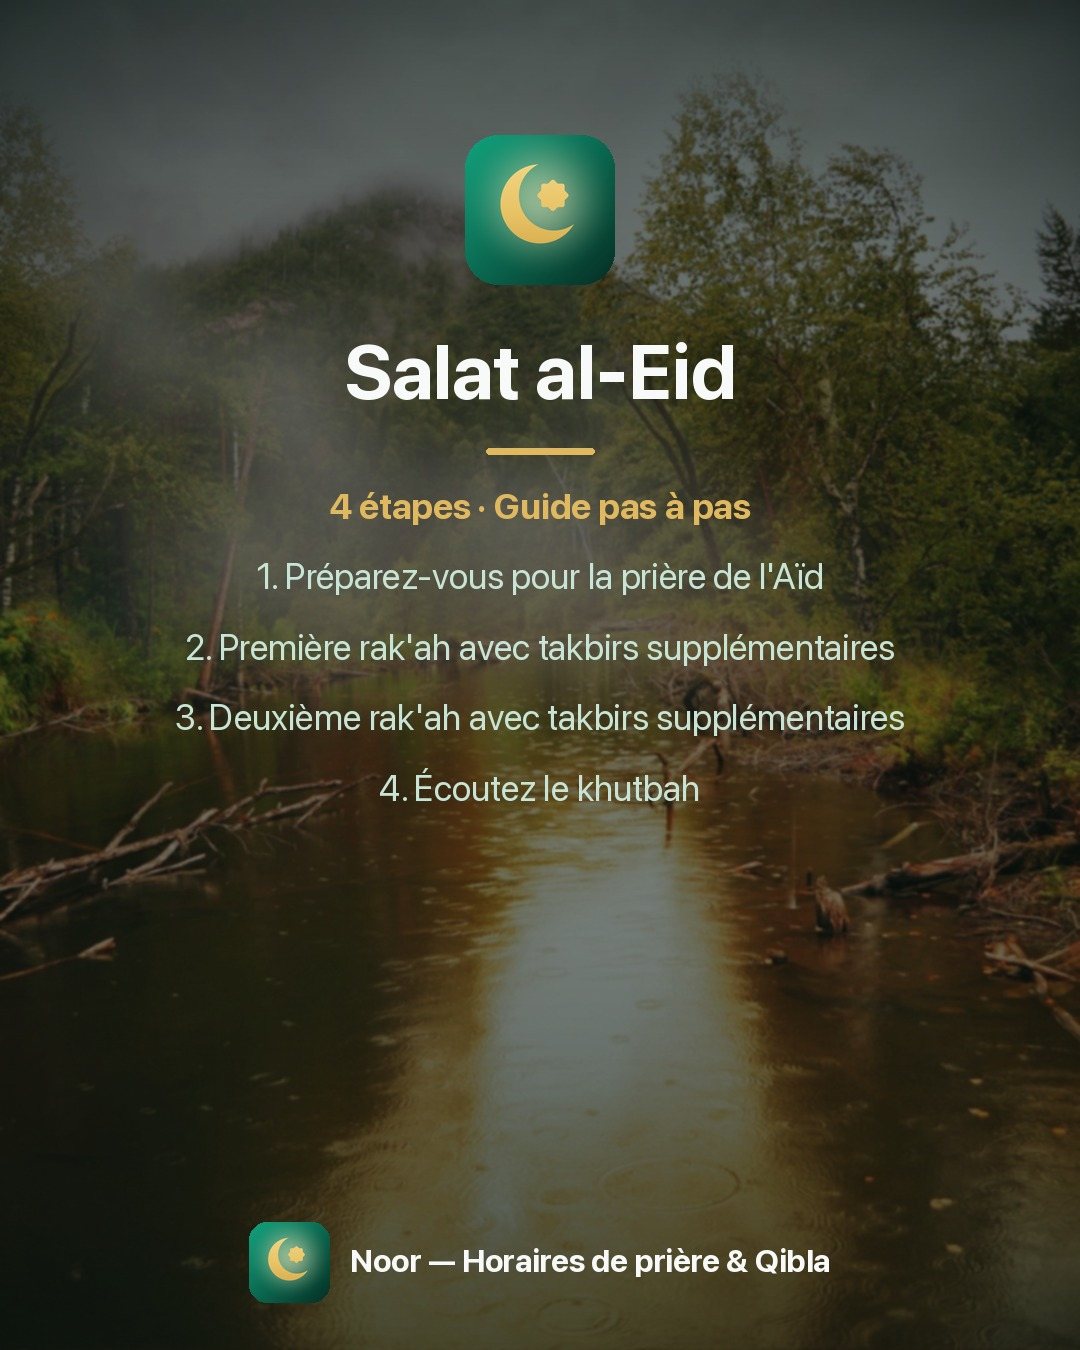 Salat al-Eid
4 étapes · Guide pas à pas
1. Préparez-vous pour la prière de l'Aïd
2. Première rak'ah avec takbirs supplémentaires
3. Deuxième rak'ah avec takbirs supplémentaires
4. Écoutez le khutbah
Noor — Horaires de prière & Qibla